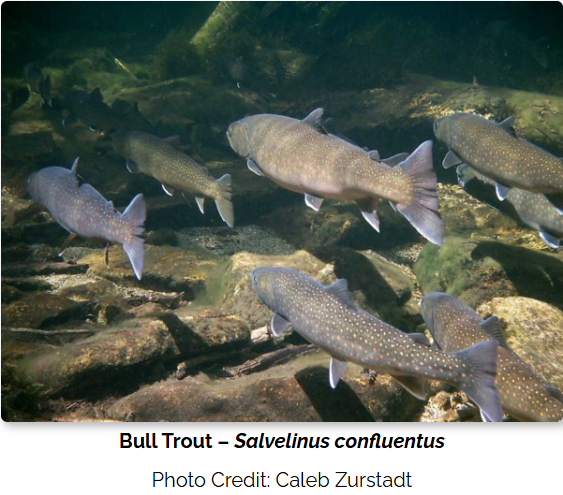 Bull Trout – Salvelinus confluentus
Photo Credit: Caleb Zurstadt